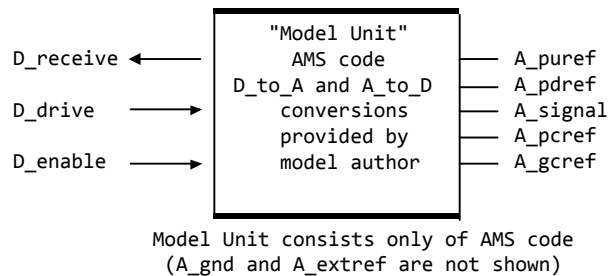 "Model Unit"
D_receive AMS code A_puref
D_to_A and A_to_D A_pdref
D_drive conversions A_signal
provided by A_pcref
D_enable model author A_gcref
Model Unit consists only of AMS code
(A_gnd and A_extref are not shown)